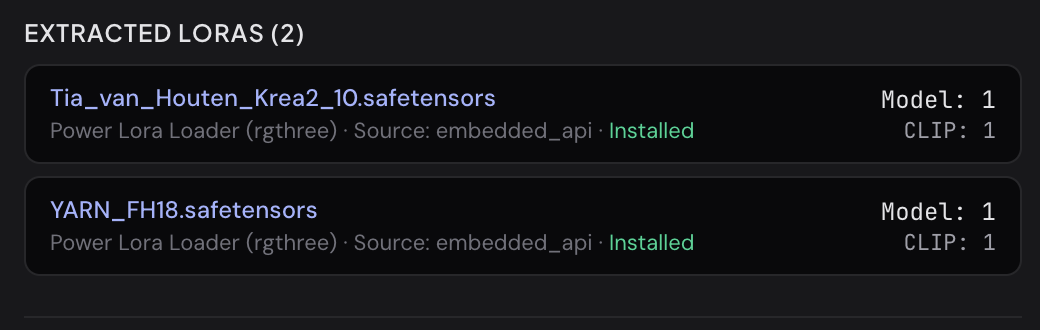 EXTRACTED LORAS (2)
Tia_van_Houten_Krea2_10.safetensors
Model: 1
Power Lora Loader (rgthree) · Source: embedded_api · Installed
CLIP: 1
YARN_FH18.safetensors
Model: 1
Power Lora Loader (rgthree) · Source: embedded_api · Installed
CLIP: 1